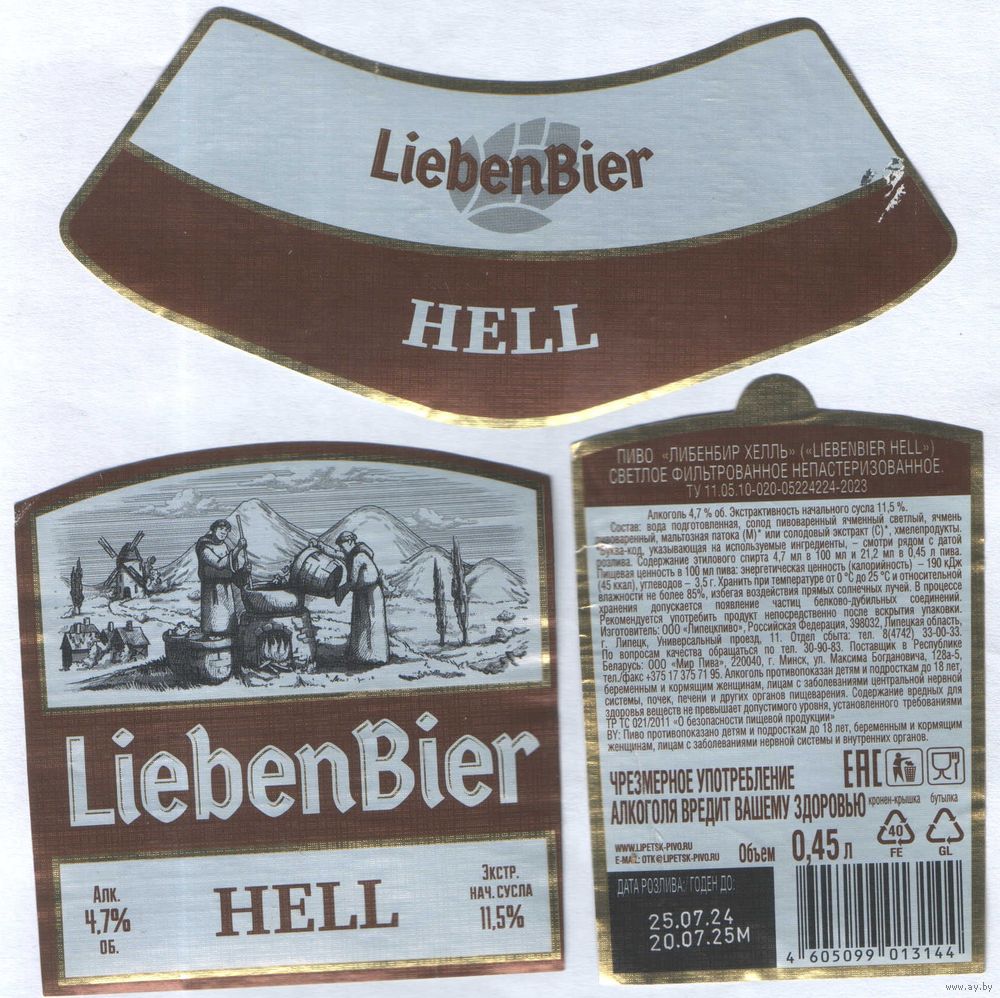 LiebenBier
HELL
LiebenBier
Алк.
4,7%
об.
HELL
Экстр.
нач. сусла
11,5%
ПИВО «ЛИБЕНБИР ХЕЛЛЬ» («LIEBENBIER HELL»)
СВЕТЛОЕ ФИЛЬТРОВАННОЕ НЕПАСТЕРИЗОВАННОЕ.
ТУ 11.05.10-020-05224224-2023
Алкоголь 4,7 % об. Экстрактивность начального сусла 11,5 %.
Состав: вода подготовленная, солод пивоваренный ячменный светлый, ячмень
пивоваренный, мальтозная патока (М)* или солодовый экстракт (С)*, хмелепродукты.
*Буква-код, указывающая на используемые ингредиенты, – смотри рядом с датой
розлива. Содержание этилового спирта 4,7 мл в 100 мл и 21,2 мл в 0,45 л пива.
Пищевая ценность в 100 мл пива: энергетическая ценность (калорийность) – 190 кДж
(45 ккал), углеводов – 3,5 г. Хранить при температуре от 0 °С до 25 °С и относительной
влажности не более 85%, избегая воздействия прямых солнечных лучей. В процессе
хранения допускается появление частиц белково-дубильных соединений.
Рекомендуется употребить продукт непосредственно после вскрытия упаковки.
Изготовитель: ООО «Липецкпиво», Российская Федерация, 398032, Липецкая область,
г. Липецк, Универсальный проезд, 11. Отдел сбыта: тел. 8(4742) 33-00-33.
По вопросам качества обращаться по тел. 30-90-83. Поставщик в Республике
Беларусь: ООО «Мир Пива», 220040, г. Минск, ул. Максима Богдановича, 128а-5,
тел./факс +375 17 375 71 95. Алкоголь противопоказан детям и подросткам до 18 лет,
беременным и кормящим женщинам, лицам с заболеваниями центральной нервной
системы, почек, печени и других органов пищеварения. Содержание вредных для
здоровья веществ не превышает допустимого уровня, установленного требованиями
ТР ТС 021/2011 «О безопасности пищевой продукции»
BY: Пиво противопоказано детям и подросткам до 18 лет, беременным и кормящим
женщинам, лицам с заболеваниями нервной системы и внутренних органов.
ЧРЕЗМЕРНОЕ УПОТРЕБЛЕНИЕ
АЛКОГОЛЯ ВРЕДИТ ВАШЕМУ ЗДОРОВЬЮ
EAC
кронен-крышка
бутылка
40
FE
GL
WWW.LIPETSK-PIVO.RU
E-MAIL: OTK@LIPETSK-PIVO.RU
Объем 0,45 л
ДАТА РОЗЛИВА: ГОДЕН ДО:
25.07.24
20.07.25М
4 605099 013144
www.ay.by